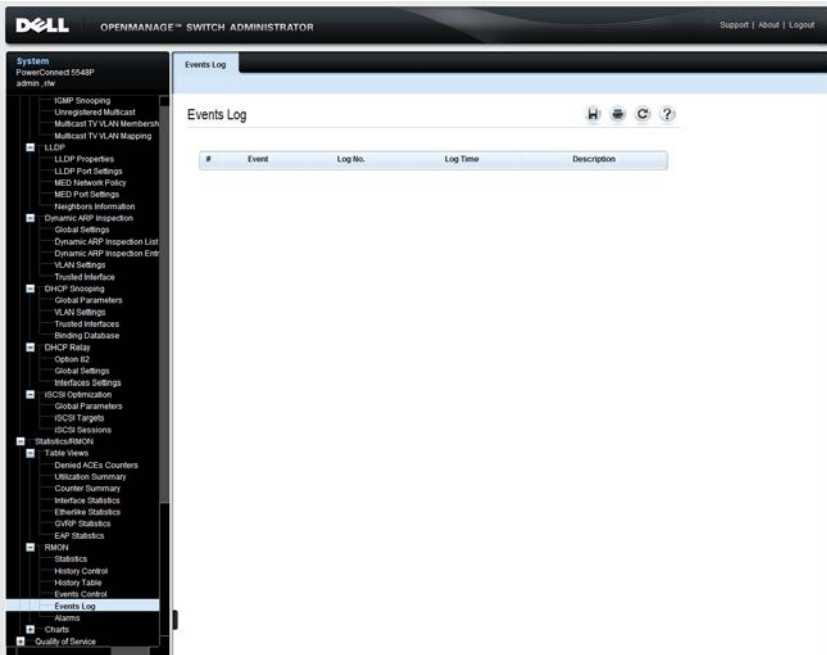 DELL
OPENMANAGE™ SWITCH ADMINISTRATOR
Support | About | Logout
System
PowerConnect 5548P
admin , r/w
IGMP Snooping
Unregistered Multicast
Multicast TV VLAN Membersh
Multicast TV VLAN Mapping
LLDP
LLDP Properties
LLDP Port Settings
MED Network Policy
MED Port Settings
Neighbors Information
Dynamic ARP Inspection
Global Settings
Dynamic ARP Inspection List
Dynamic ARP Inspection Entr
VLAN Settings
Trusted Interface
DHCP Snooping
Global Parameters
VLAN Settings
Trusted Interfaces
Binding Database
DHCP Relay
Option 82
Global Settings
Interfaces Settings
iSCSI Optimization
Global Parameters
iSCSI Targets
iSCSI Sessions
Statistics/RMON
Table Views
Denied ACEs Counters
Utilization Summary
Counter Summary
Interface Statistics
Etherlike Statistics
GVRP Statistics
EAP Statistics
RMON
Statistics
History Control
History Table
Events Control
Events Log
Alarms
Charts
Quality of Service
Events Log
Events Log
# Event Log No. Log Time Description